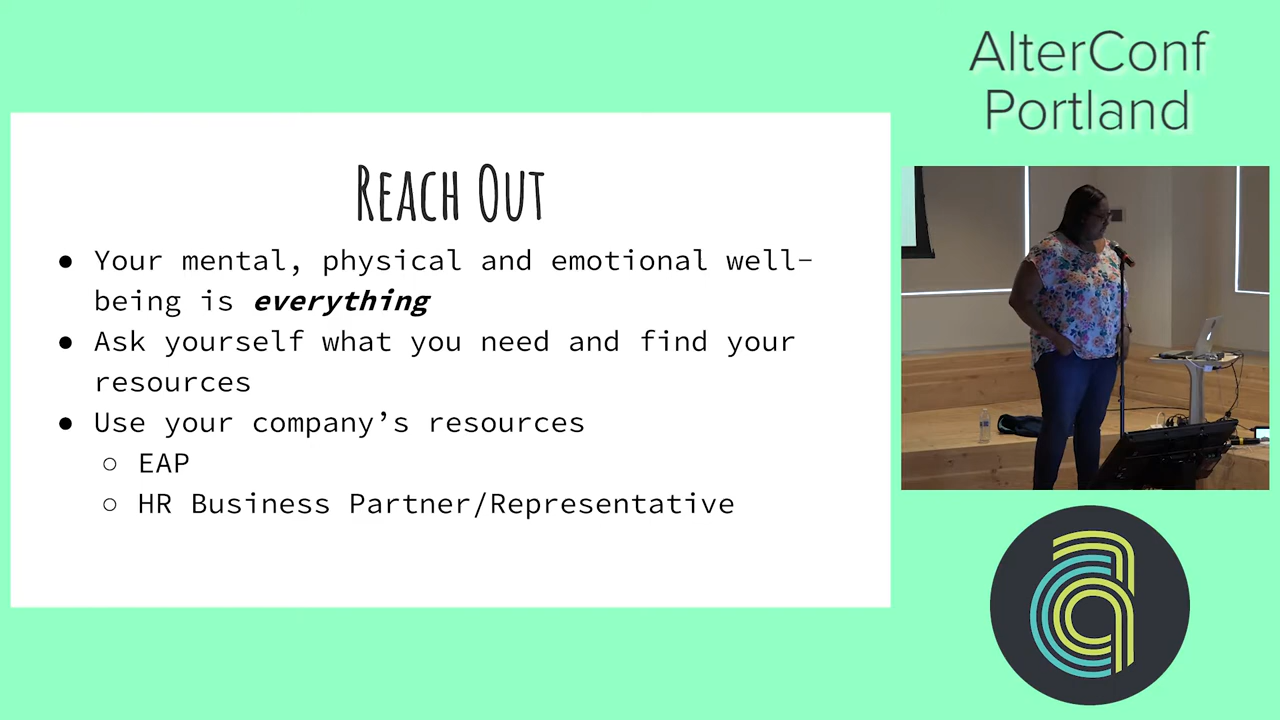 AlterConf
Portland
Reach Out
● Your mental, physical and emotional well-
being is everything
● Ask yourself what you need and find your
resources
● Use your company’s resources
○ EAP
○ HR Business Partner/Representative